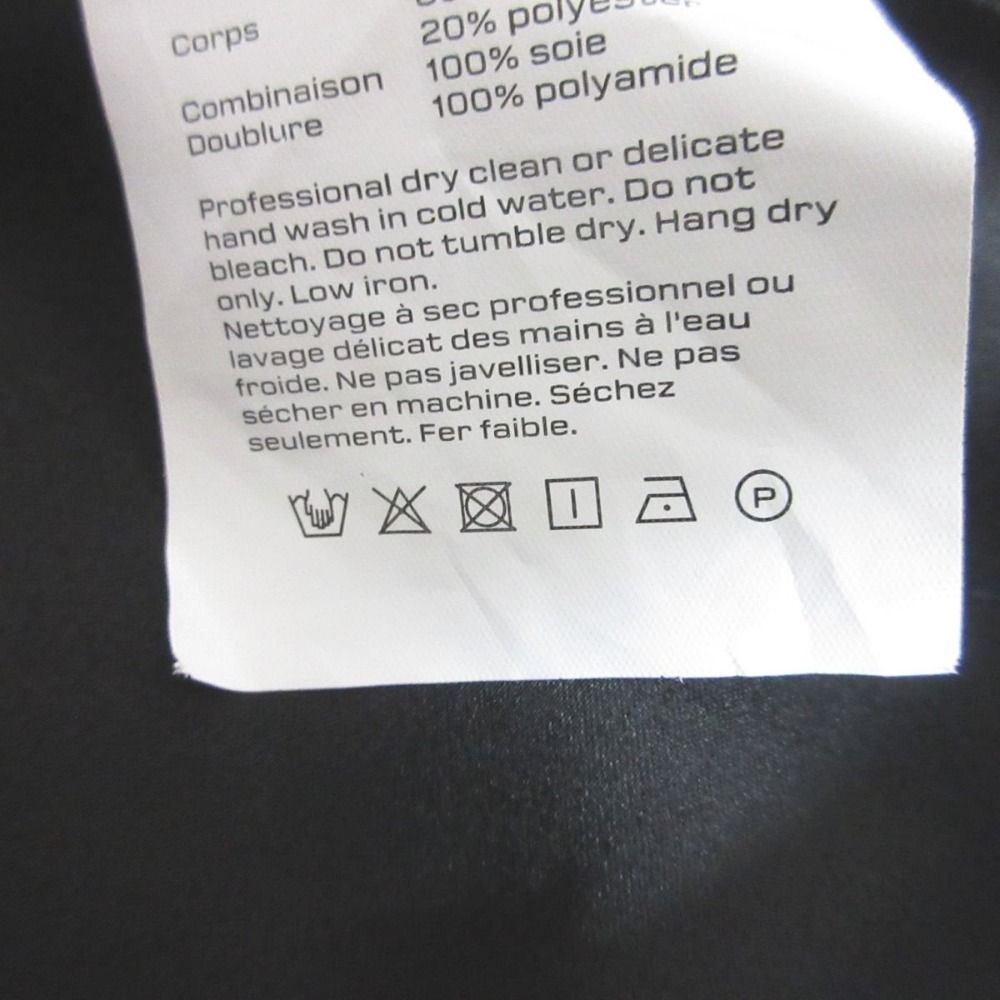 Corps
20% polyester
Combinaison 100% soie
Doublure 100% polyamide
Professional dry clean or delicate
hand wash in cold water. Do not
bleach. Do not tumble dry. Hang dry
only. Low iron.
Nettoyage à sec professionnel ou
lavage délicat des mains à l'eau
froide. Ne pas javelliser. Ne pas
sécher en machine. Séchez
seulement. Fer faible.
P